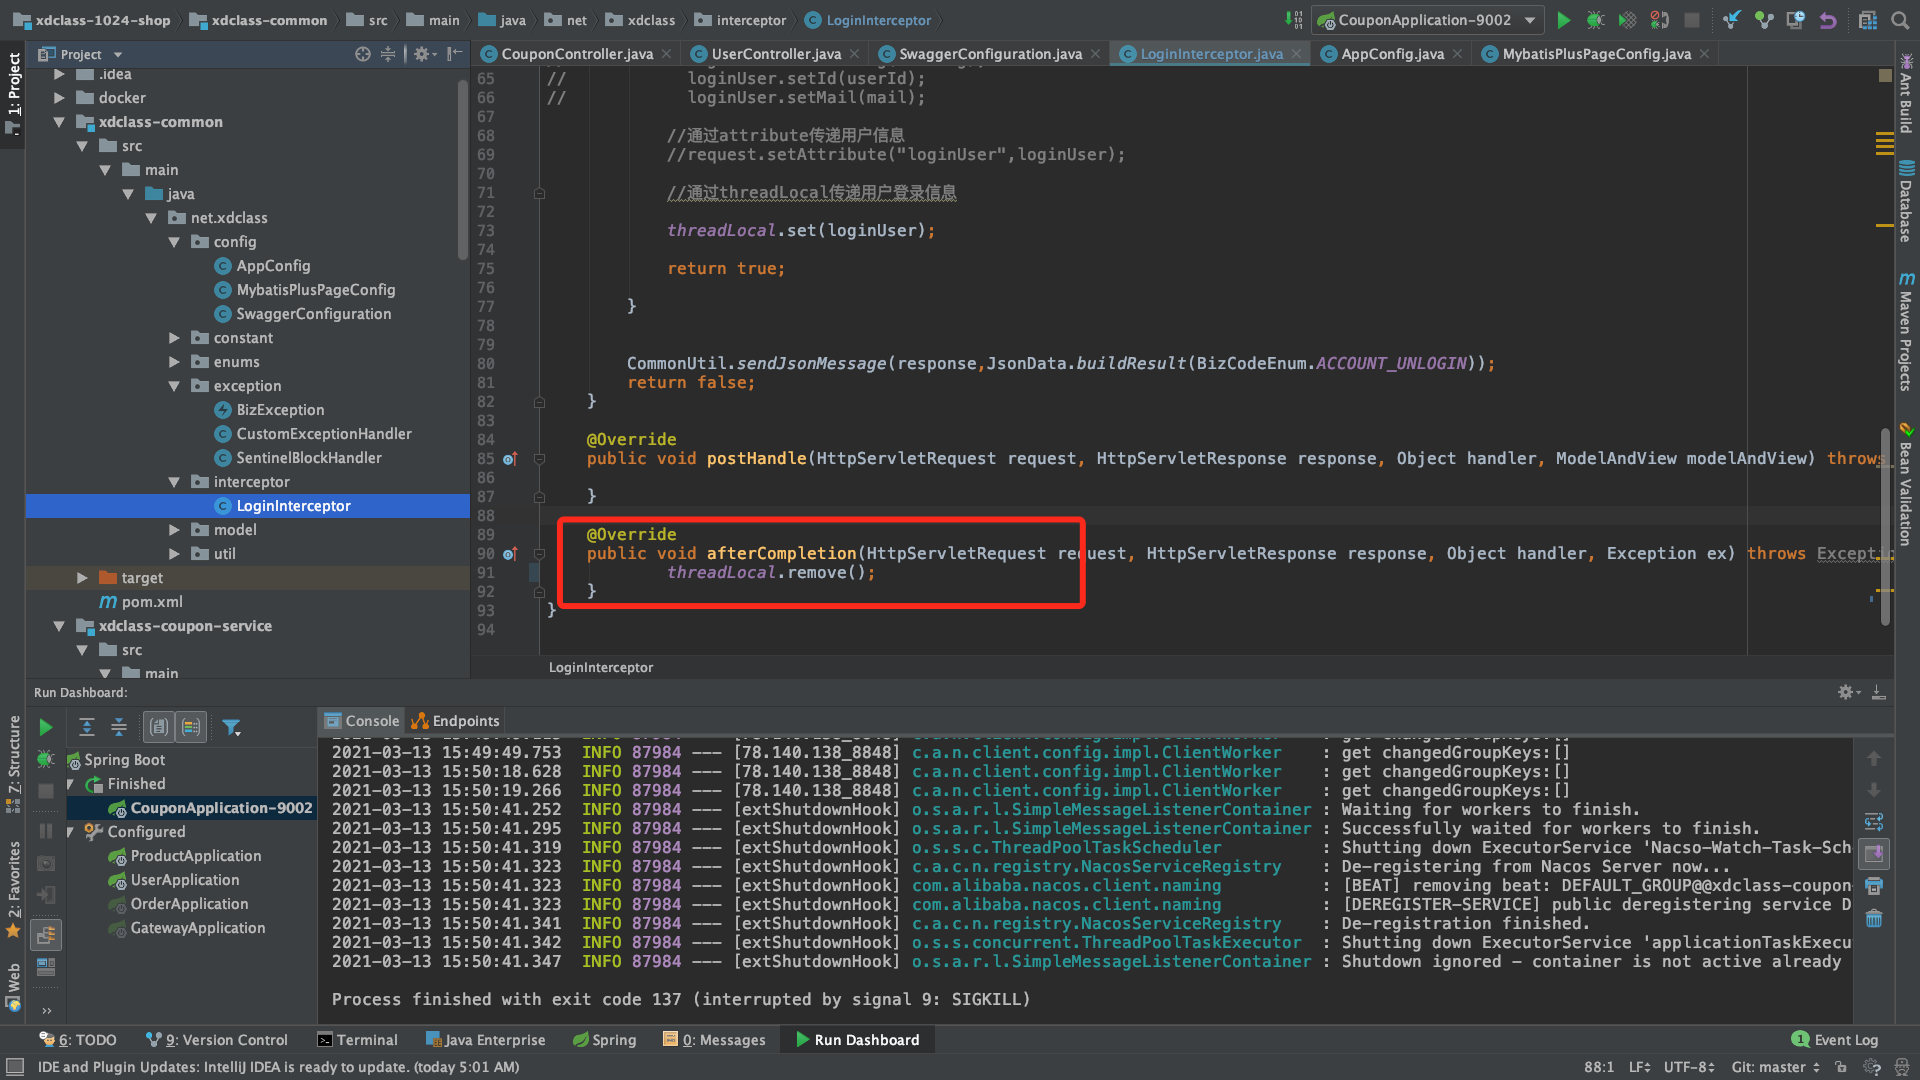 xdclass-1024-shop xdclass-common src main java net xdclass interceptor LoginInterceptor CouponApplication-9002
1: Project
Project
CouponController.java UserController.java SwaggerConfiguration.java LoginInterceptor.java AppConfig.java MybatisPlusPageConfig.java
.idea
docker
xdclass-common
src
main
java
net.xdclass
config
AppConfig
MybatisPlusPageConfig
SwaggerConfiguration
constant
enums
exception
BizException
CustomExceptionHandler
SentinelBlockHandler
interceptor
LoginInterceptor
model
util
target
pom.xml
xdclass-coupon-service
src
main
65 // loginUser.setId(userId);
66 // loginUser.setMail(mail);
67
68 //通过attribute传递用户信息
69 //request.setAttribute("loginUser",loginUser);
70
71 //通过threadLocal传递用户登录信息
72
73 threadLocal.set(loginUser);
74
75 return true;
76
77 }
78
79
80 CommonUtil.sendJsonMessage(response,JsonData.buildResult(BizCodeEnum.ACCOUNT_UNLOGIN));
81 return false;
82 }
83
84 @Override
85 public void postHandle(HttpServletRequest request, HttpServletResponse response, Object handler, ModelAndView modelAndView) throws
86
87 }
88
89 @Override
90 public void afterCompletion(HttpServletRequest request, HttpServletResponse response, Object handler, Exception ex) throws Excepti
91 threadLocal.remove();
92 }
93 }
94
LoginInterceptor
Ant Build
Database
Maven Projects
Bean Validation
Run Dashboard:
Console Endpoints
Spring Boot
Finished
CouponApplication-9002
Configured
ProductApplication
UserApplication
OrderApplication
GatewayApplication
2021-03-13 15:49:49.753 INFO 87984 --- [78.140.138_8848] c.a.n.client.config.impl.ClientWorker : get changedGroupKeys:[]
2021-03-13 15:50:18.628 INFO 87984 --- [78.140.138_8848] c.a.n.client.config.impl.ClientWorker : get changedGroupKeys:[]
2021-03-13 15:50:19.266 INFO 87984 --- [78.140.138_8848] c.a.n.client.config.impl.ClientWorker : get changedGroupKeys:[]
2021-03-13 15:50:41.252 INFO 87984 --- [extShutdownHook] o.s.a.r.l.SimpleMessageListenerContainer : Waiting for workers to finish.
2021-03-13 15:50:41.295 INFO 87984 --- [extShutdownHook] o.s.a.r.l.SimpleMessageListenerContainer : Successfully waited for workers to finish.
2021-03-13 15:50:41.319 INFO 87984 --- [extShutdownHook] o.s.s.c.ThreadPoolTaskScheduler : Shutting down ExecutorService 'Nacso-Watch-Task-Sch
2021-03-13 15:50:41.323 INFO 87984 --- [extShutdownHook] c.a.c.n.registry.NacosServiceRegistry : De-registering from Nacos Server now...
2021-03-13 15:50:41.323 INFO 87984 --- [extShutdownHook] com.alibaba.nacos.client.naming : [BEAT] removing beat: DEFAULT_GROUP@@xdclass-coupon
2021-03-13 15:50:41.323 INFO 87984 --- [extShutdownHook] com.alibaba.nacos.client.naming : [DEREGISTER-SERVICE] public deregistering service D
2021-03-13 15:50:41.341 INFO 87984 --- [extShutdownHook] c.a.c.n.registry.NacosServiceRegistry : De-registration finished.
2021-03-13 15:50:41.342 INFO 87984 --- [extShutdownHook] o.s.s.concurrent.ThreadPoolTaskExecutor : Shutting down ExecutorService 'applicationTaskExecu
2021-03-13 15:50:41.347 INFO 87984 --- [extShutdownHook] o.s.a.r.l.SimpleMessageListenerContainer : Shutdown ignored - container is not active already
Process finished with exit code 137 (interrupted by signal 9: SIGKILL)
7: Structure
2: Favorites
Web
6: TODO 9: Version Control Terminal Java Enterprise Spring 0: Messages Run Dashboard 1 Event Log
IDE and Plugin Updates: IntelliJ IDEA is ready to update. (today 5:01 AM) 88:1 LF UTF-8 Git: master